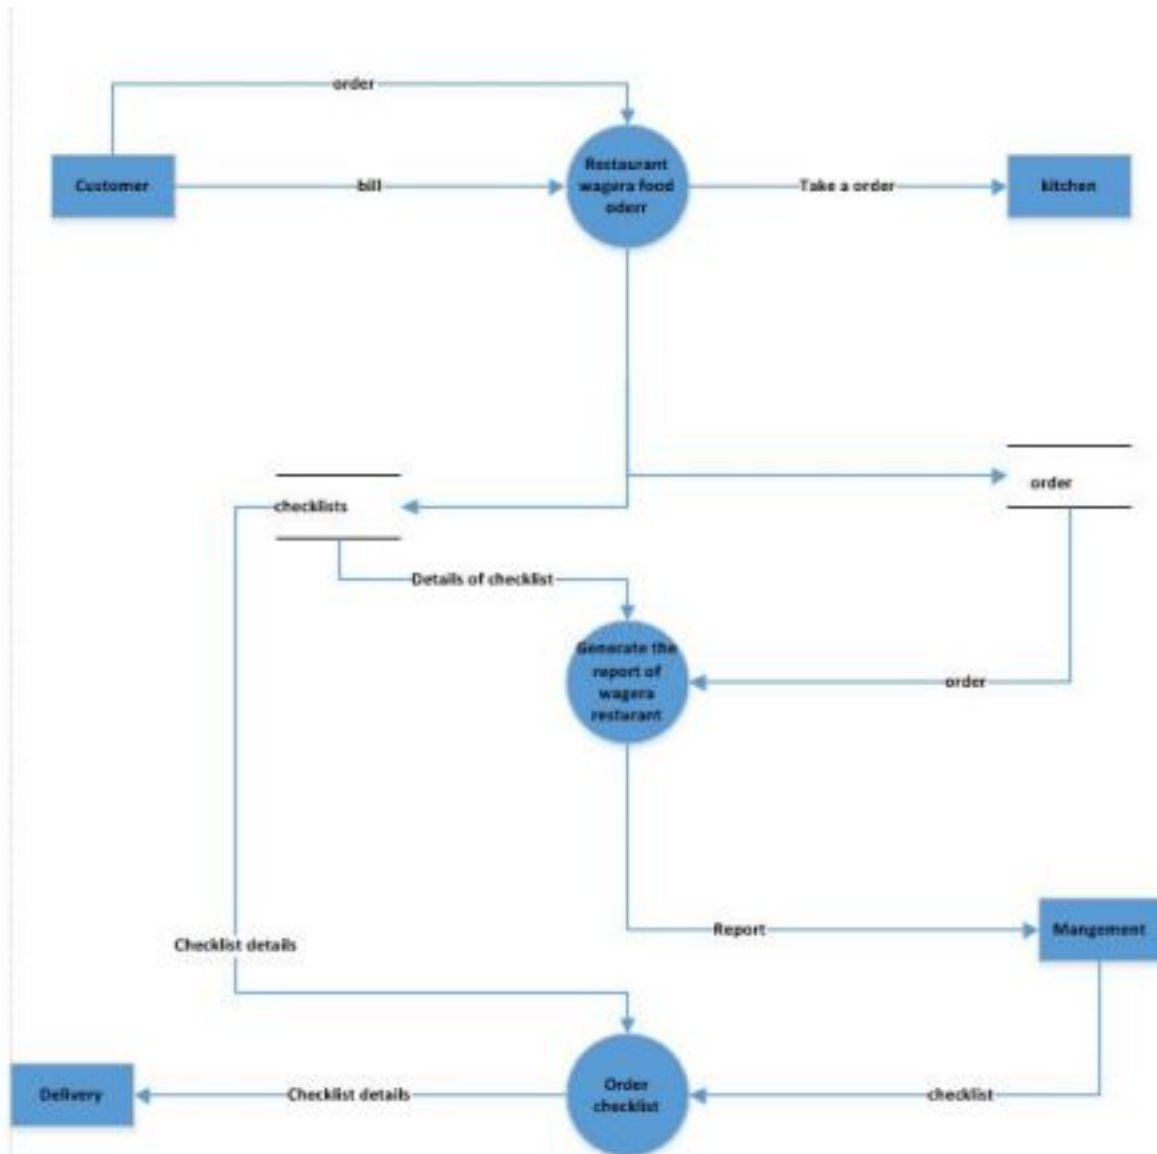 order
Customer
bill
Restaurant
wagera food
oderr
Take a order
kitchen
checklists
order
Details of checklist
Generate the
report of
wagera
resturant
order
Report
Mangement
Checklist details
Delivery
Checklist details
Order
checklist
checklist